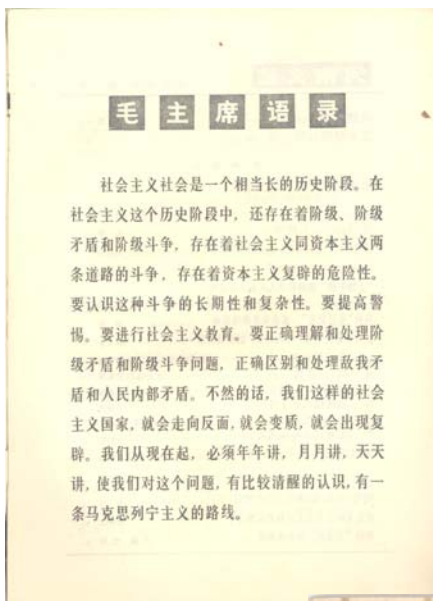 毛主席语录
社会主义社会是一个相当长的历史阶段。在
社会主义这个历史阶段中，还存在着阶级、阶级
矛盾和阶级斗争，存在着社会主义同资本主义两
条道路的斗争，存在着资本主义复辟的危险性。
要认识这种斗争的长期性和复杂性。要提高警
惕。要进行社会主义教育。要正确理解和处理阶
级矛盾和阶级斗争问题，正确区别和处理敌我矛
盾和人民内部矛盾。不然的话，我们这样的社会
主义国家，就会走向反面，就会变质，就会出现复
辟。我们从现在起，必须年年讲，月月讲，天天
讲，使我们对这个问题，有比较清醒的认识，有一
条马克思列宁主义的路线。